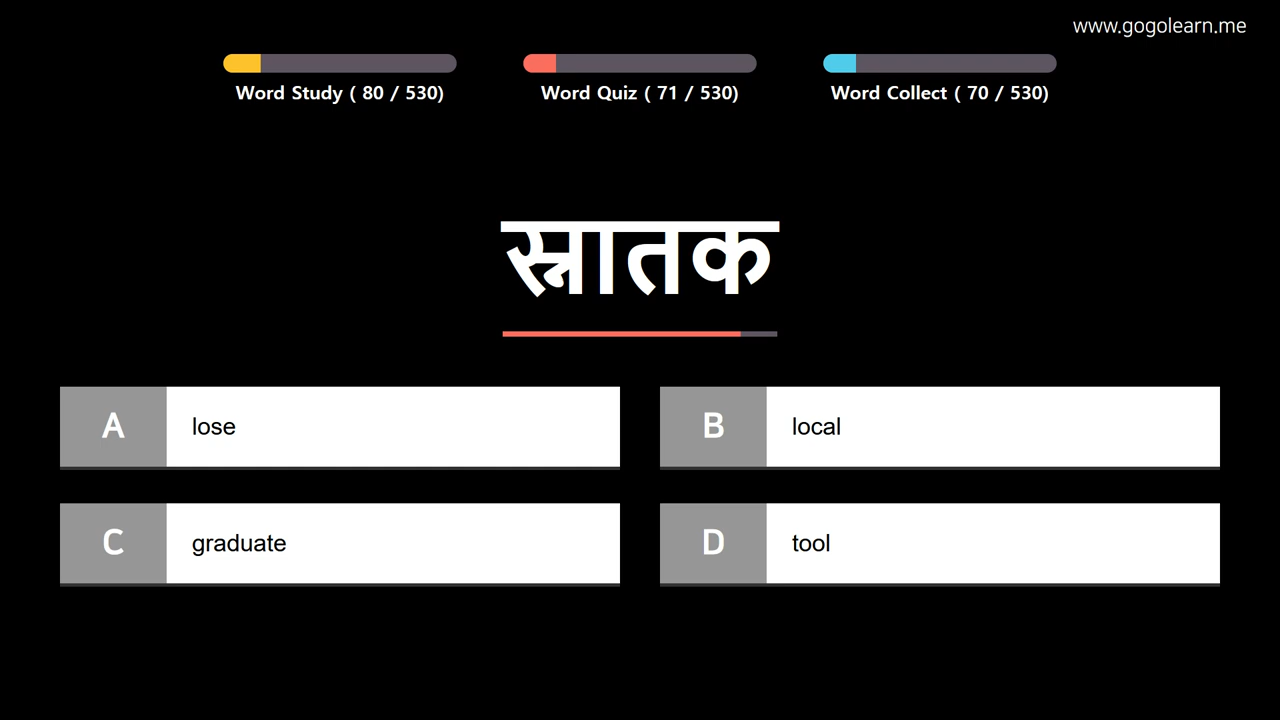 www.gogolearn.me
Word Study ( 80 / 530)
Word Quiz ( 71 / 530)
Word Collect ( 70 / 530)
स्नातक
A lose
B local
C graduate
D tool